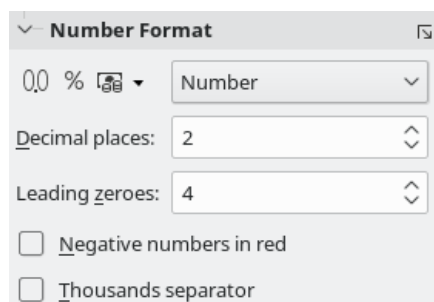 Number Format
0.0 % Number
Decimal places: 2
Leading zeroes: 4
Negative numbers in red
Thousands separator